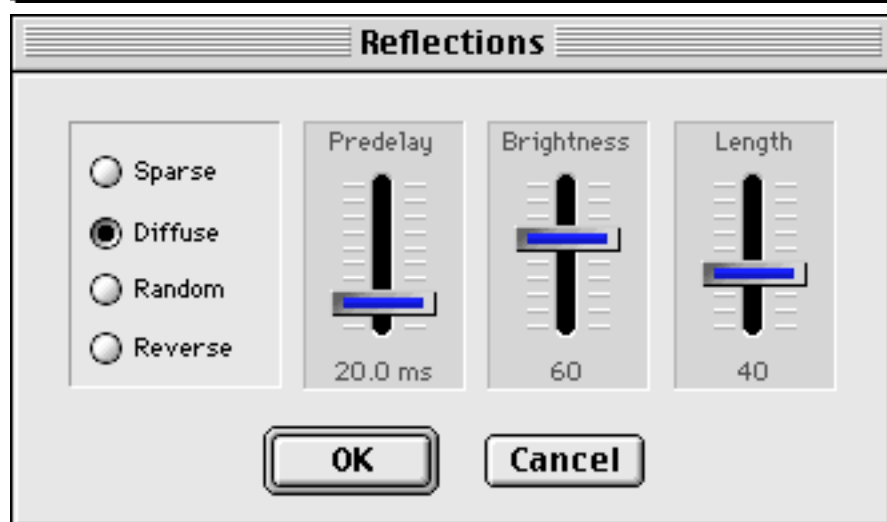 Reflections
Sparse
Diffuse
Random
Reverse
Predelay
20.0 ms
Brightness
60
Length
40
OK
Cancel